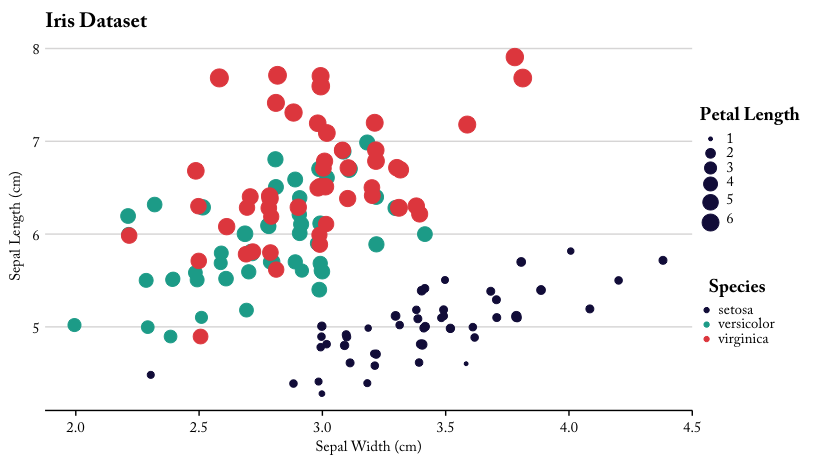 Iris Dataset
8
7
6
5
Sepal Length (cm)
2.0 2.5 3.0 3.5 4.0 4.5
Sepal Width (cm)
Petal Length
1
2
3
4
5
6
Species
setosa
versicolor
virginica